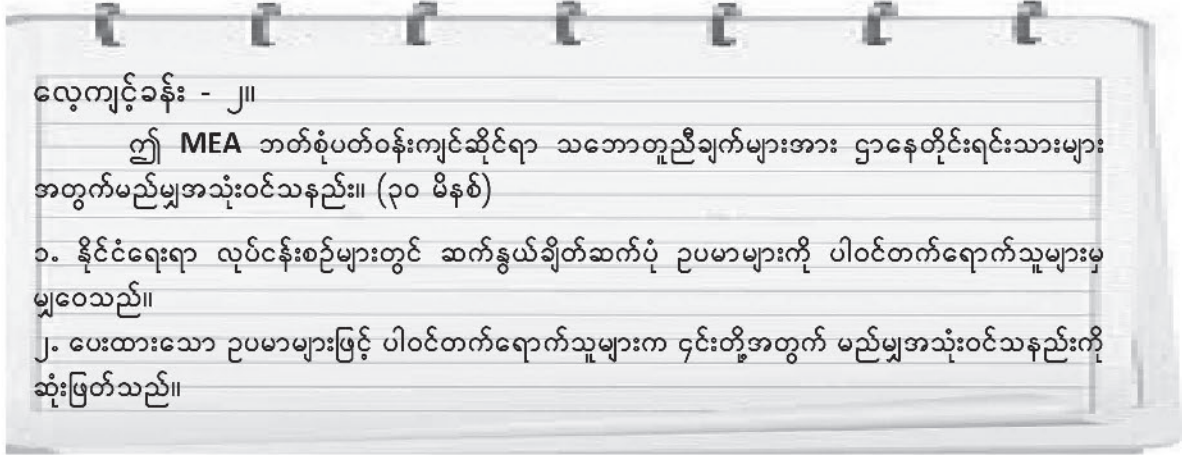 လေ့ကျင့်ခန်း - ၂။
ဤ MEA ဘတ်စုံပတ်ဝန်းကျင်ဆိုင်ရာ သဘောတူညီချက်များအား ဌာနေတိုင်းရင်းသားများ
အတွက်မည်မျှအသုံးဝင်သနည်း။ (၃၀ မိနစ်)
၁. နိုင်ငံရေးရာ လုပ်ငန်းစဉ်များတွင် ဆက်နွယ်ချိတ်ဆက်ပုံ ဥပမာများကို ပါဝင်တက်ရောက်သူများမှ
မျှဝေသည်။
၂. ပေးထားသော ဥပမာများဖြင့် ပါဝင်တက်ရောက်သူများက ၄င်းတို့အတွက် မည်မျှအသုံးဝင်သနည်းကို
ဆုံးဖြတ်သည်။